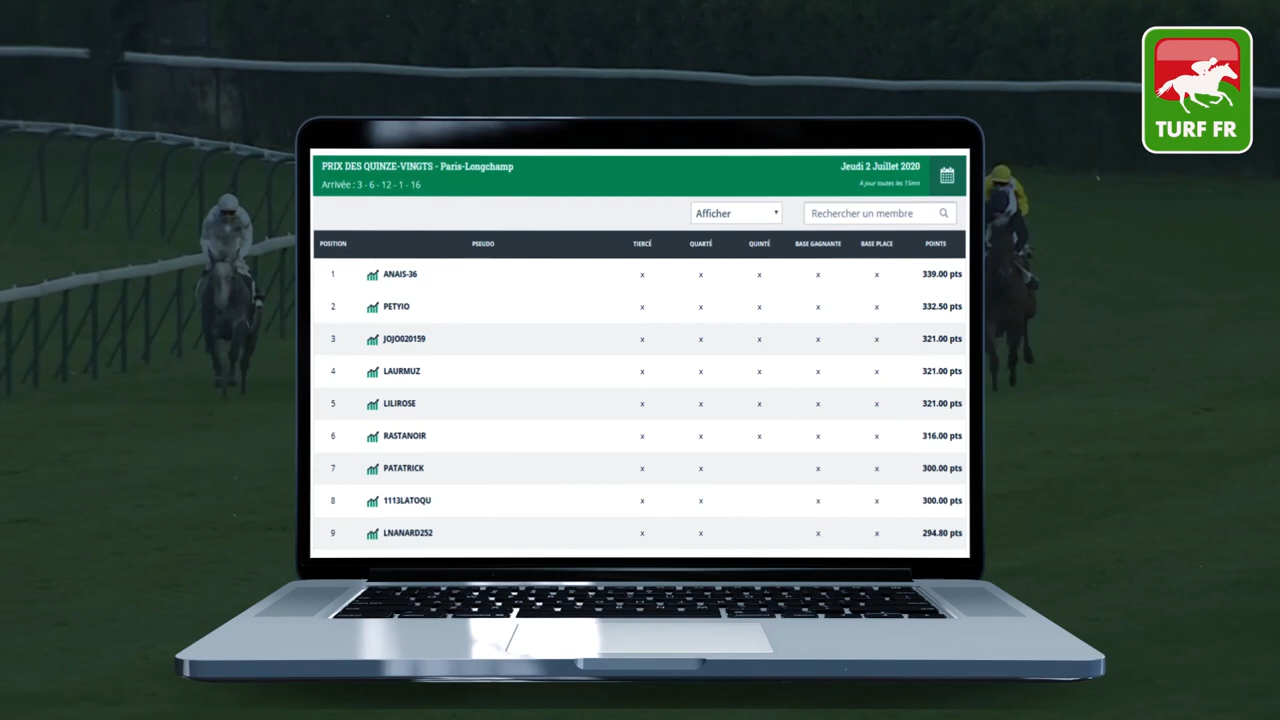 TURF FR
PRIX DES QUINZE-VINGTS - Paris-Longchamp
Jeudi 2 Juillet 2020
Arrivée : 3 - 6 - 12 - 1 - 16
A jour toutes les 15mn
Afficher
Rechercher un membre
POSITION PSEUDO TIERCÉ QUARTÉ QUINTÉ BASE GAGNANTE BASE PLACE POINTS
1 ANAIS-36 x x x x x 339.00 pts
2 PETYIO x x x x x 332.50 pts
3 JOJO020159 x x x x x 321.00 pts
4 LAURMUZ x x x x x 321.00 pts
5 LILIROSE x x x x x 321.00 pts
6 RASTANOIR x x x x x 316.00 pts
7 PATATRICK x x x x 300.00 pts
8 1113LATOQU x x x x 300.00 pts
9 LNANARD252 x x x x 294.80 pts